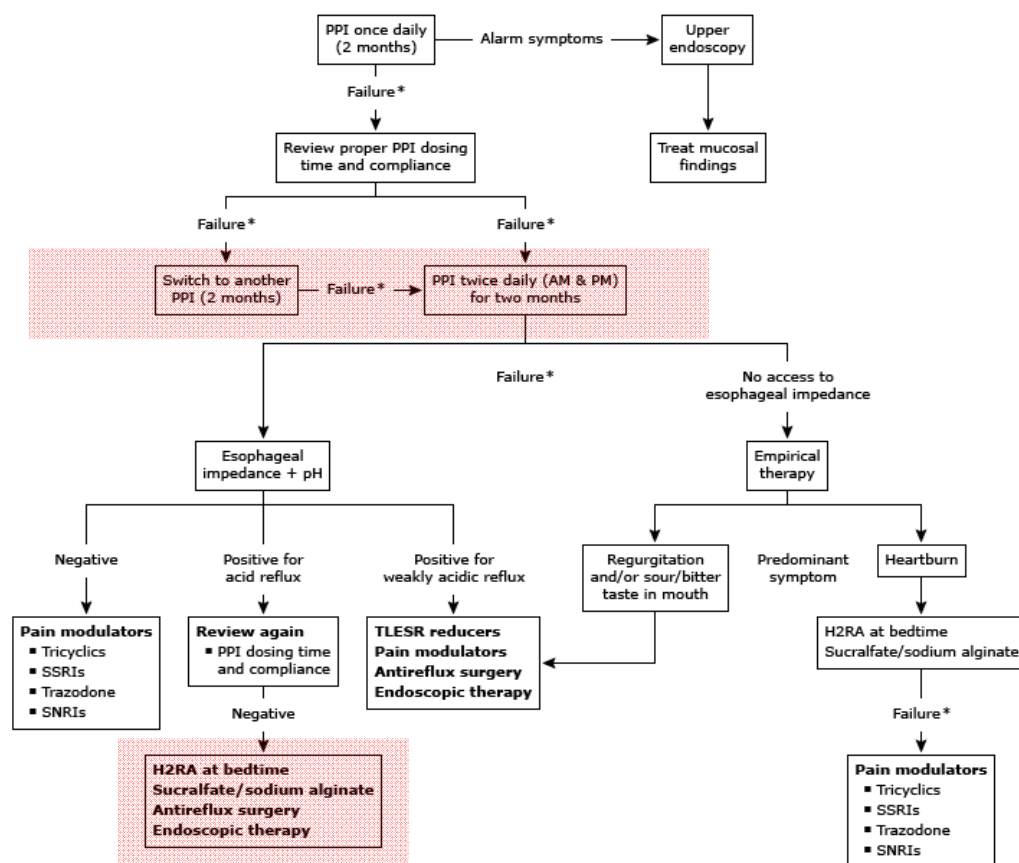 PPI once daily
(2 months)
Alarm symptoms
Upper
endoscopy
Failure*
Review proper PPI dosing
time and compliance
Treat mucosal
findings
Failure*
Failure*
Switch to another
PPI (2 months)
Failure*
PPI twice daily (AM & PM)
for two months
Failure*
No access to
esophageal impedance
Esophageal
impedance + pH
Empirical
therapy
Negative
Positive for
acid reflux
Positive for
weakly acidic reflux
Regurgitation
and/or sour/bitter
taste in mouth
Predominant
symptom
Heartburn
Pain modulators
▪ Tricyclics
▪ SSRIs
▪ Trazodone
▪ SNRIs
Review again
▪ PPI dosing time
and compliance
TLESR reducers
Pain modulators
Antireflux surgery
Endoscopic therapy
H2RA at bedtime
Sucralfate/sodium alginate
Negative
Failure*
H2RA at bedtime
Sucralfate/sodium alginate
Antireflux surgery
Endoscopic therapy
Pain modulators
▪ Tricyclics
▪ SSRIs
▪ Trazodone
▪ SNRIs